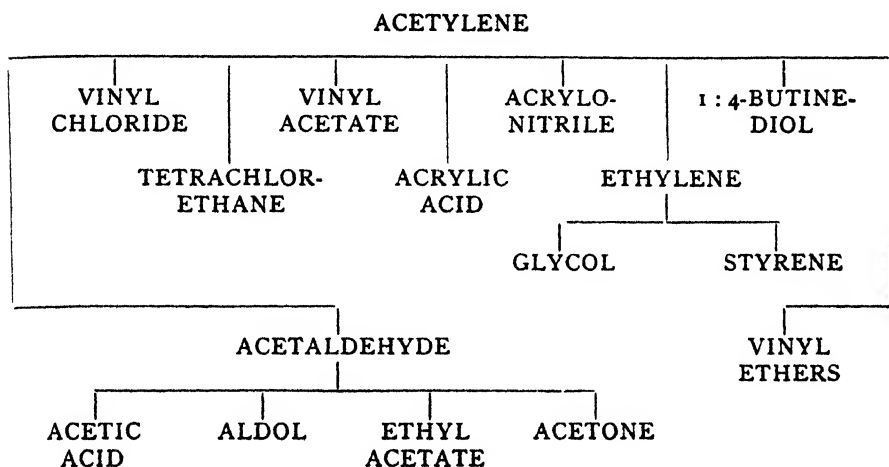 ACETYLENE
VINYL
CHLORIDE
VINYL
ACETATE
ACRYLO-
NITRILE
1 : 4-BUTINE-
DIOL
TETRACHLOR-
ETHANE
ACRYLIC
ACID
ETHYLENE
GLYCOL
STYRENE
ACETALDEHYDE
VINYL
ETHERS
ACETIC
ACID
ALDOL
ETHYL
ACETATE
ACETONE